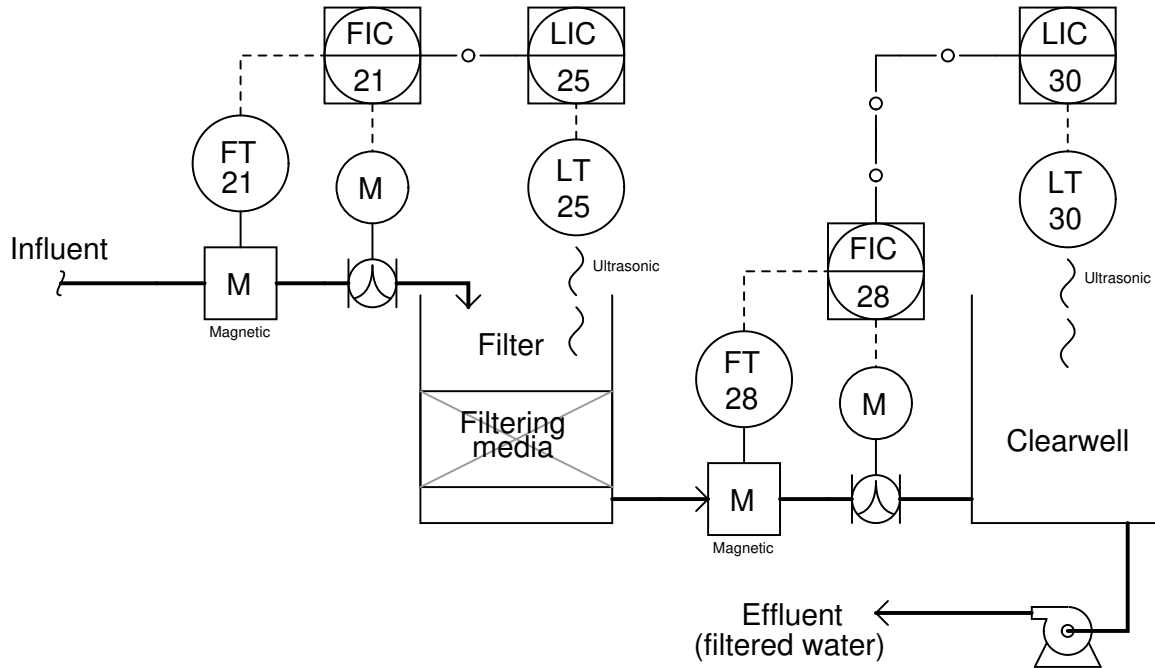 FIC
21
LIC
25
LIC
30
FT
21
M
LT
25
LT
30
FIC
28
Influent
M
Magnetic
Ultrasonic
Ultrasonic
Filter
FT
28
M
Filtering
media
Clearwell
M
Magnetic
Effluent
(filtered water)